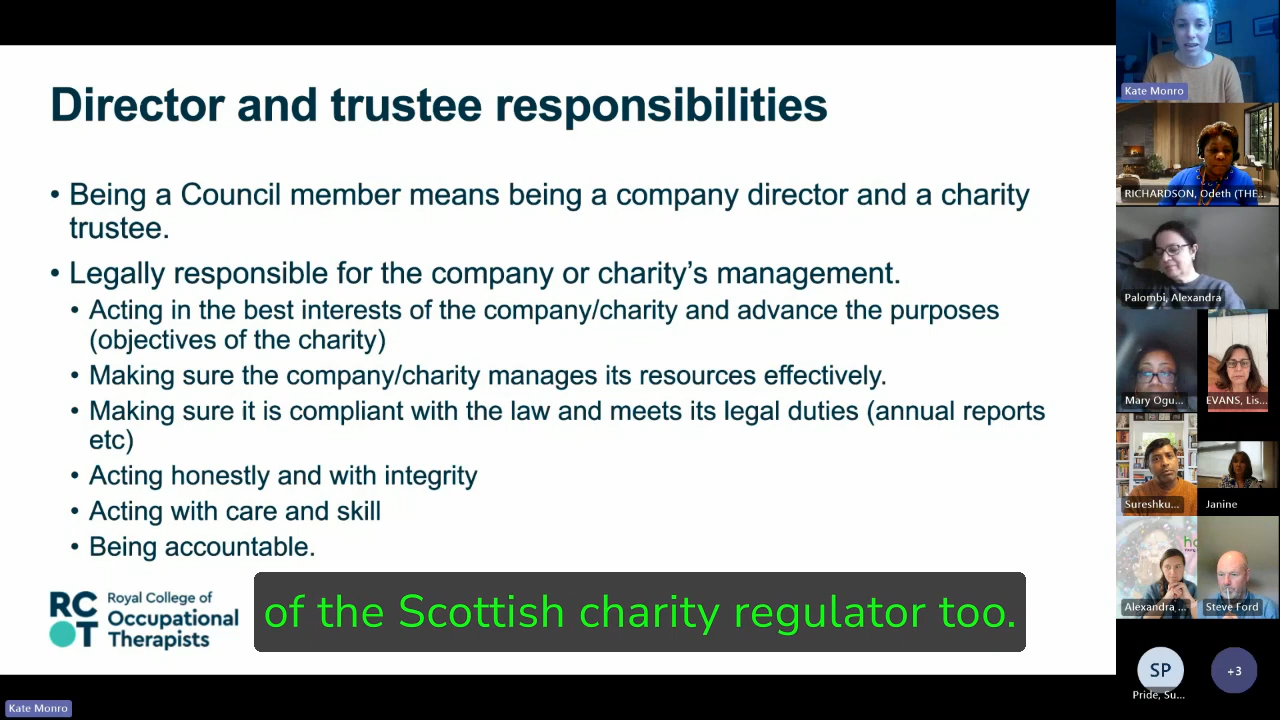 Director and trustee responsibilities
• Being a Council member means being a company director and a charity
trustee.
• Legally responsible for the company or charity’s management.
• Acting in the best interests of the company/charity and advance the purposes
(objectives of the charity)
• Making sure the company/charity manages its resources effectively.
• Making sure it is compliant with the law and meets its legal duties (annual reports
etc)
• Acting honestly and with integrity
• Acting with care and skill
• Being accountable.
RC
OT
Royal College of
Occupational
Therapists
of the Scottish charity regulator too.
Kate Monro
Kate Monro
RICHARDSON, Odeth (THE...
Palombi, Alexandra
Mary Ogu...
EVANS, Lis...
Sureshku...
Janine
Alexandra ...
Steve Ford
SP
Pride, Su...
+3